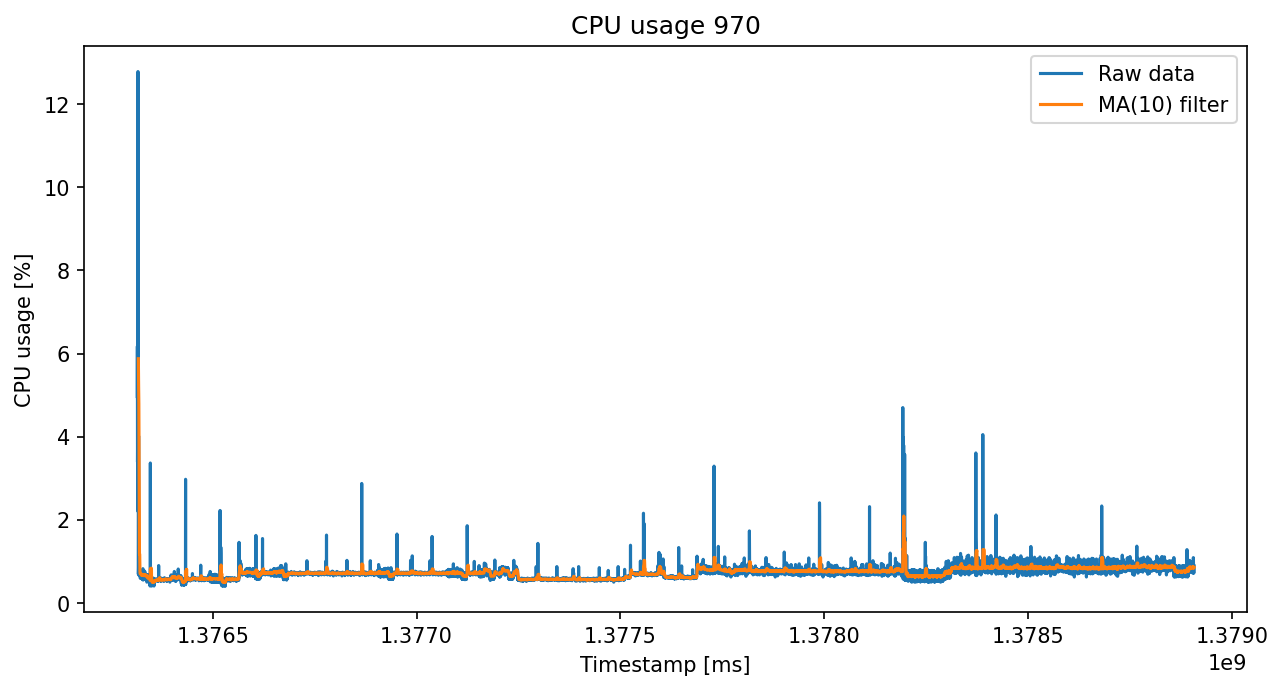 CPU usage 970
Raw data
MA(10) filter
CPU usage [%]
12
10
8
6
4
2
0
1.3765
1.3770
1.3775
1.3780
1.3785
1.3790
1e9
Timestamp [ms]